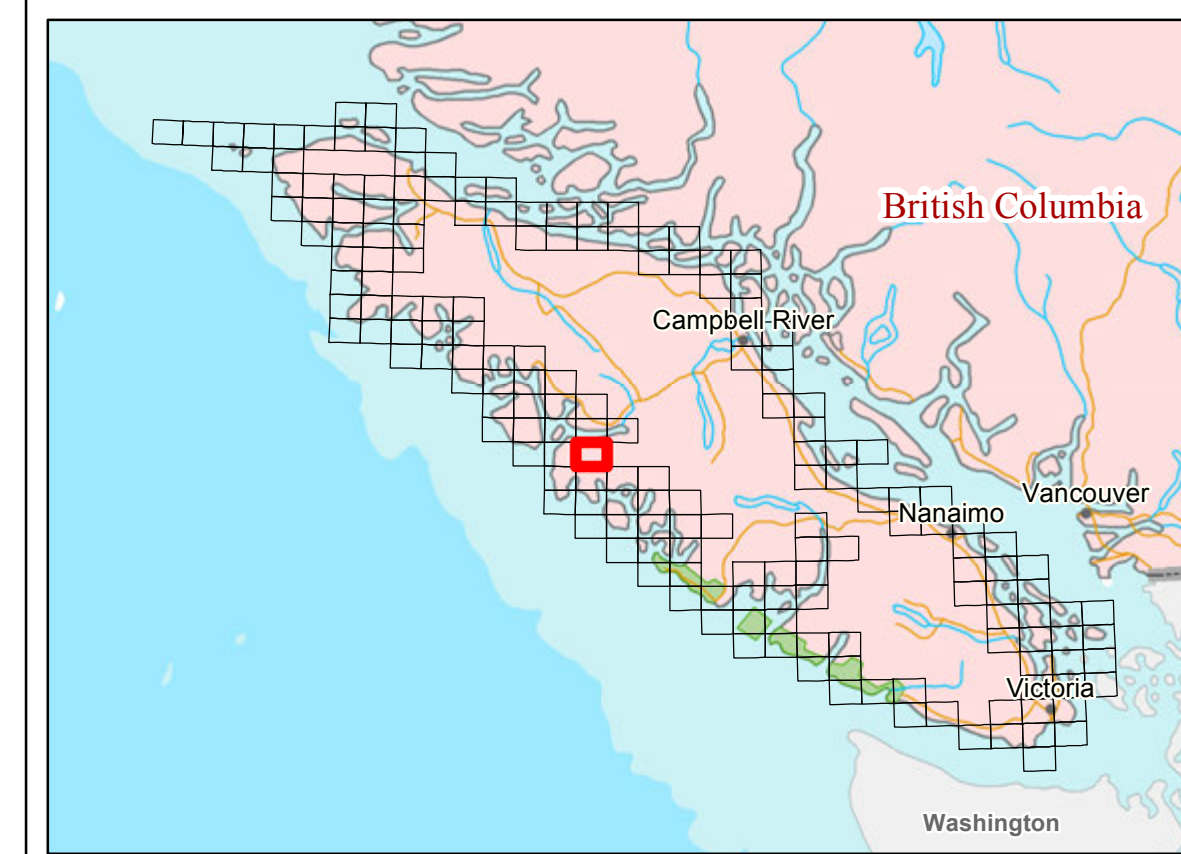 British Columbia
Campbell River
Vancouver
Nanaimo
Victoria
Washington